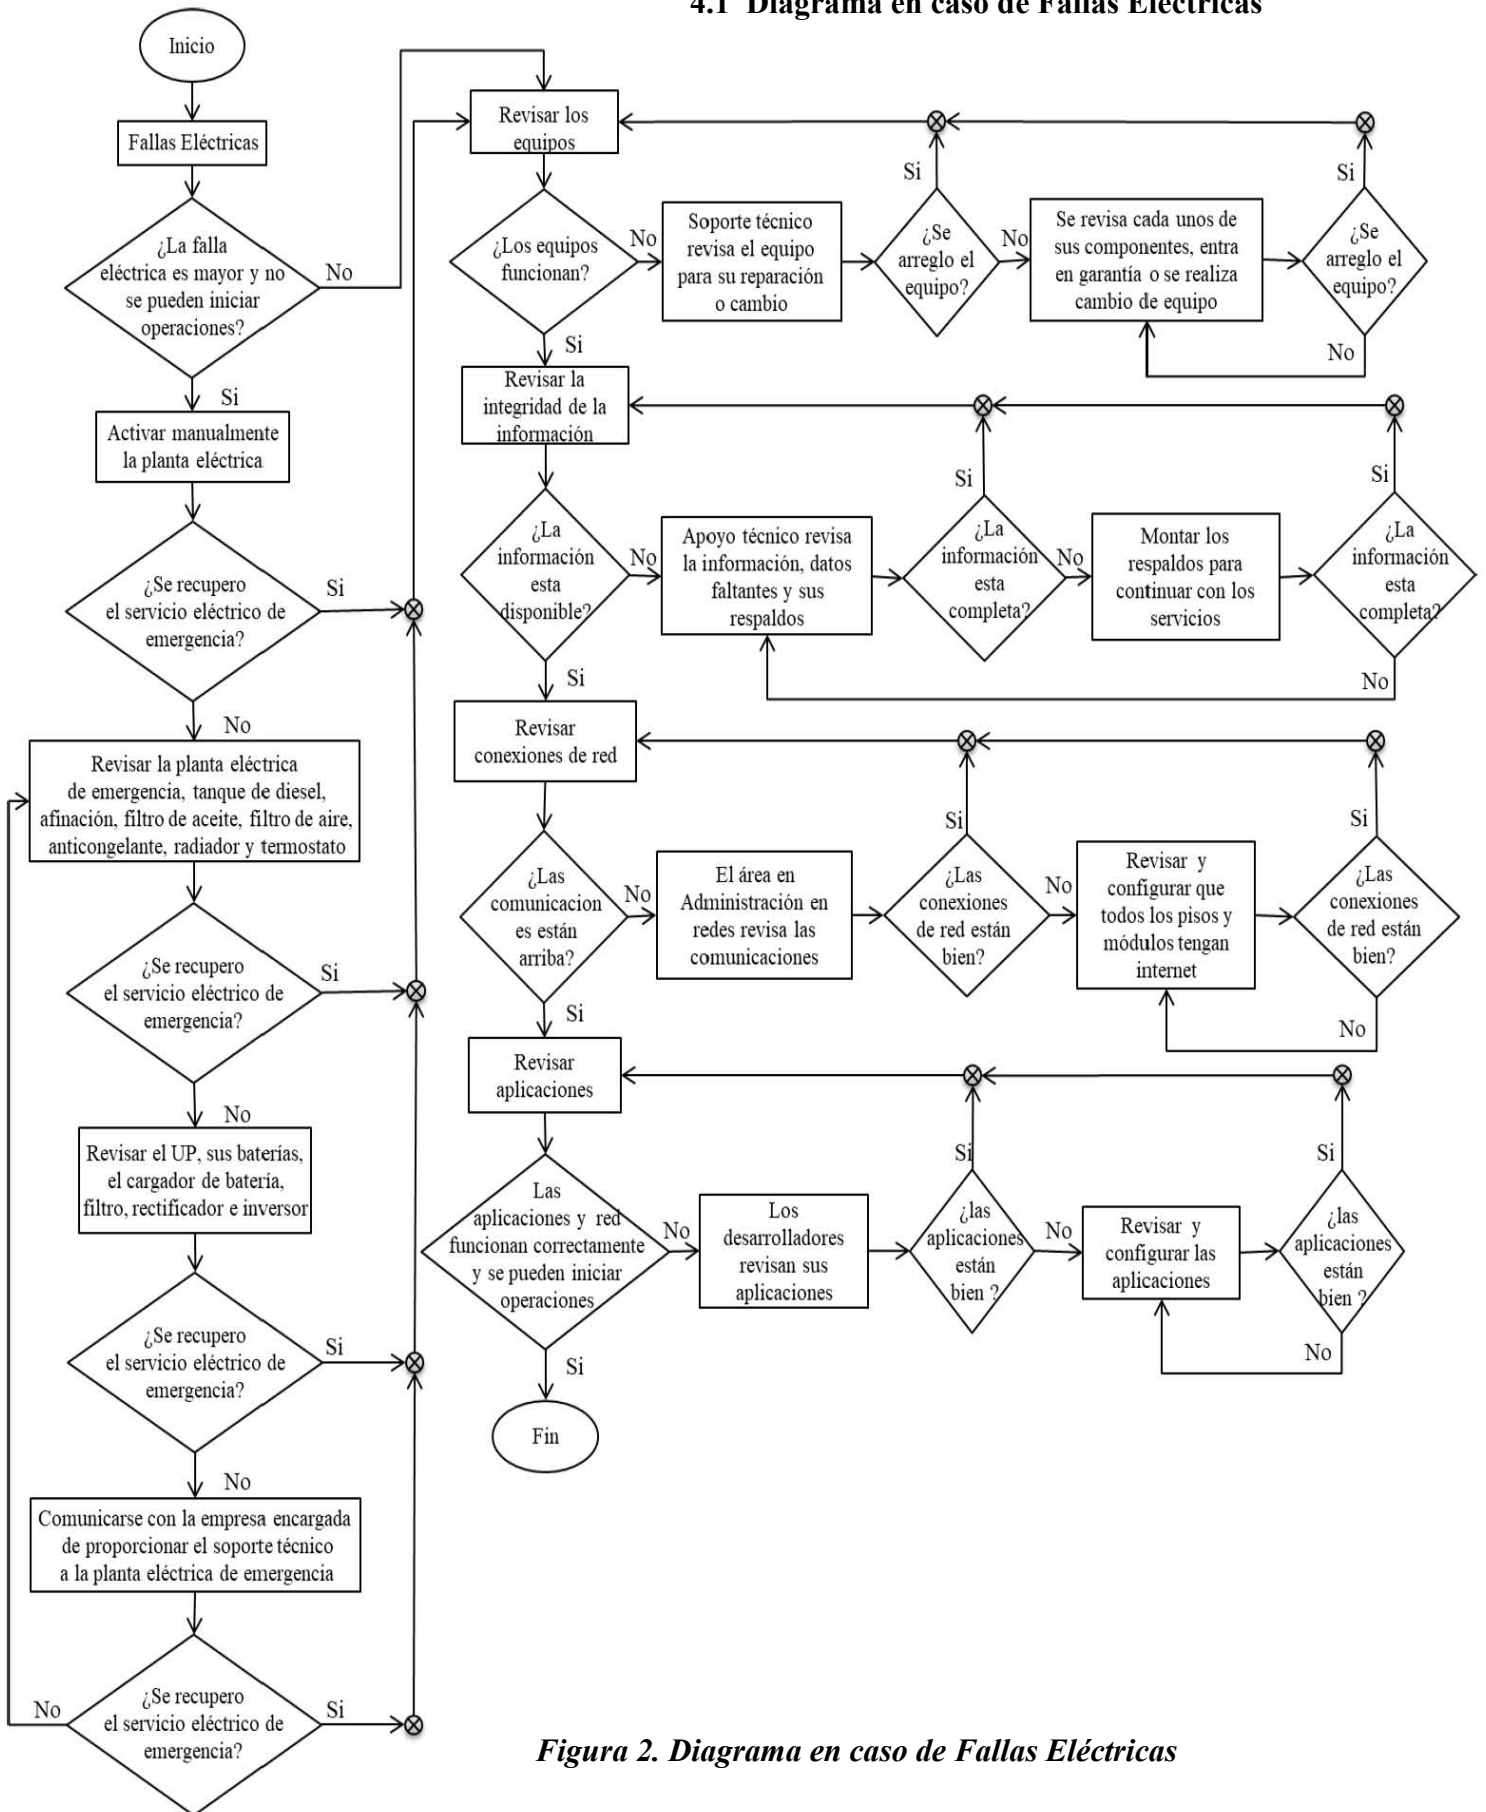 4.1 Diagrama en caso de Fallas Eléctricas
Inicio
Fallas Eléctricas
¿La falla
eléctrica es mayor y no
se pueden iniciar
operaciones?
No
Si
Activar manualmente
la planta eléctrica
¿Se recupero
el servicio eléctrico de
emergencia?
Si
No
Revisar la planta eléctrica
de emergencia, tanque de diesel,
afinación, filtro de aceite, filtro de aire,
anticongelante, radiador y termostato
¿Se recupero
el servicio eléctrico de
emergencia?
Si
No
Revisar el UP, sus baterías,
el cargador de batería,
filtro, rectificador e inversor
¿Se recupero
el servicio eléctrico de
emergencia?
Si
No
Comunicarse con la empresa encargada
de proporcionar el soporte técnico
a la planta eléctrica de emergencia
¿Se recupero
el servicio eléctrico de
emergencia?
No
Si
Revisar los
equipos
¿Los equipos
funcionan?
No
Si
Soporte técnico
revisa el equipo
para su reparación
o cambio
¿Se
arreglo el
equipo?
Si
No
Se revisa cada unos de
sus componentes, entra
en garantía o se realiza
cambio de equipo
¿Se
arreglo el
equipo?
Si
No
Revisar la
integridad de la
información
¿La
información
esta
disponible?
No
Si
Apoyo técnico revisa
la información, datos
faltantes y sus
respaldos
¿La
información
esta
completa?
Si
No
Montar los
respaldos para
continuar con los
servicios
¿La
información
esta
completa?
Si
No
Revisar
conexiones de red
¿Las
comunicacion
es están
arriba?
No
Si
El área en
Administración en
redes revisa las
comunicaciones
¿Las
conexiones
de red están
bien?
Si
No
Revisar y
configurar que
todos los pisos y
módulos tengan
internet
¿Las
conexiones
de red están
bien?
Si
No
Revisar
aplicaciones
Las
aplicaciones y red
funcionan correctamente
y se pueden iniciar
operaciones
No
Si
Los
desarrolladores
revisan sus
aplicaciones
¿las
aplicaciones
están
bien ?
Si
No
Revisar y
configurar las
aplicaciones
¿las
aplicaciones
están
bien ?
Si
No
Fin
Figura 2. Diagrama en caso de Fallas Eléctricas